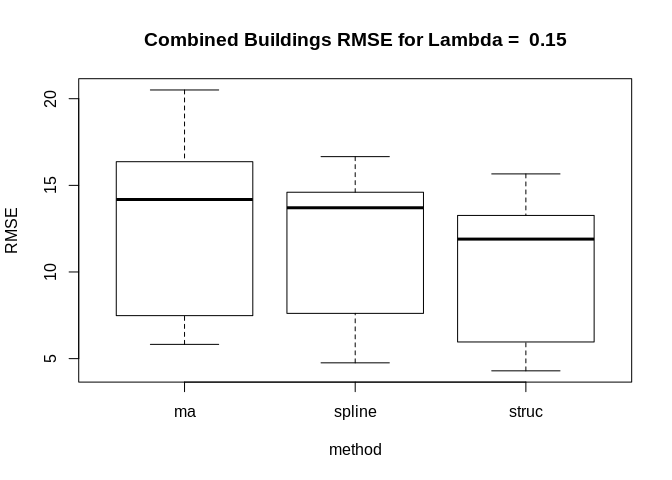 Combined Buildings RMSE for Lambda =  0.15
20
15
10
5
RMSE
ma spline struc
method